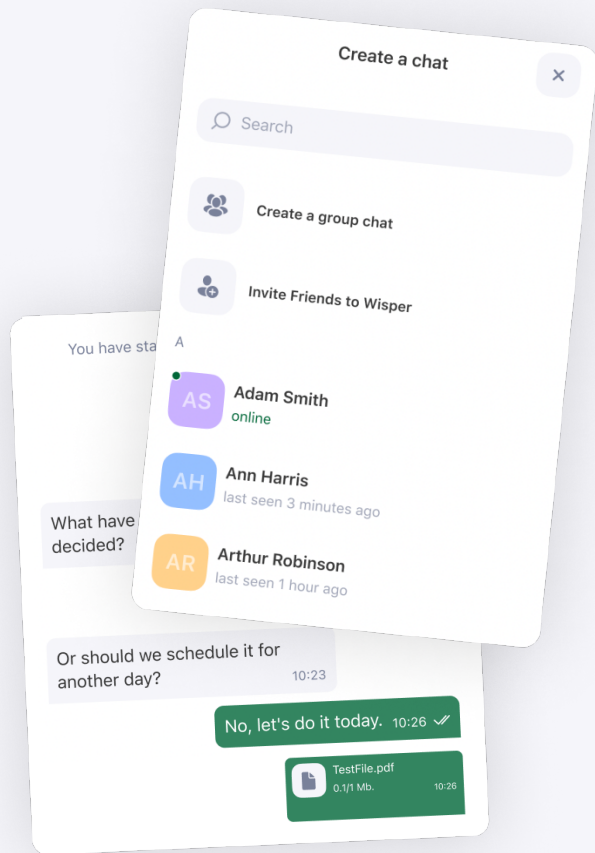 Create a chat
Search
Create a group chat
Invite Friends to Wisper
A
AS
Adam Smith
online
AH
Ann Harris
last seen 3 minutes ago
AR
Arthur Robinson
last seen 1 hour ago
You have sta
What have
decided?
Or should we schedule it for
another day?
10:23
No, let's do it today. 10:26
TestFile.pdf
0.1/1 Mb.
10:26